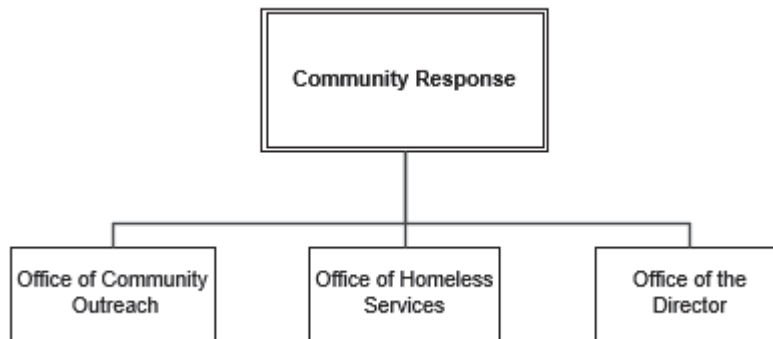 Community Response
Office of Community
Outreach
Office of Homeless
Services
Office of the
Director